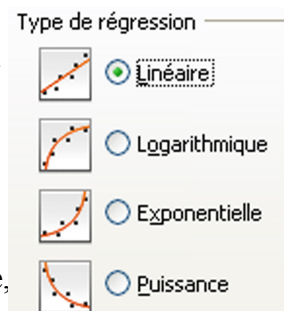 Type de régression
Linéaire
Logarithmique
Exponentielle
e,
Puissance